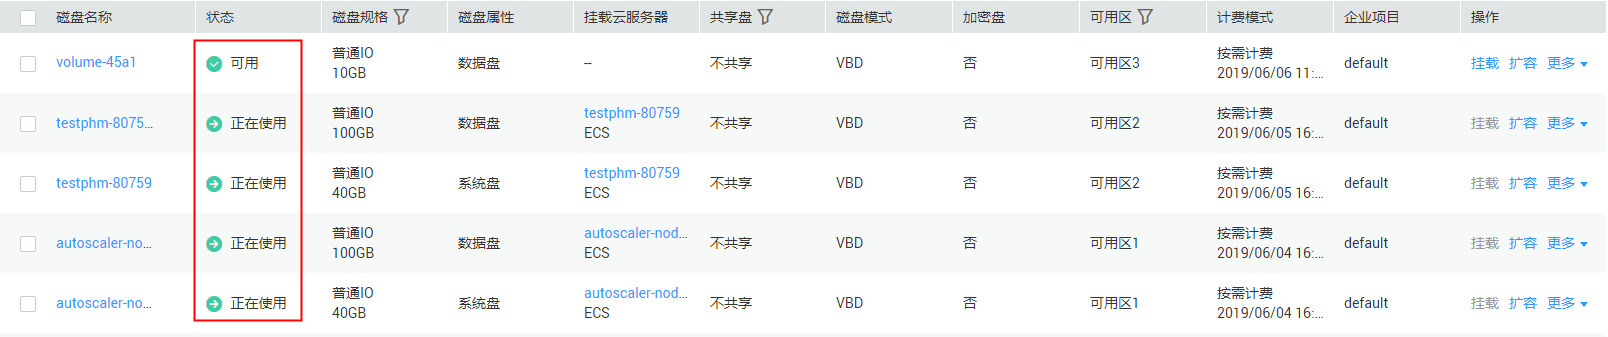 磁盘名称 状态 磁盘规格 磁盘属性 挂载云服务器 共享盘 磁盘模式 加密盘 可用区 计费模式 企业项目 操作
volume-45a1 可用 普通IO 数据盘 -- 不共享 VBD 否 可用区3 按需计费 default 挂载 扩容 更多
10GB 2019/06/06 11:...
testphm-8075... 正在使用 普通IO 数据盘 testphm-80759 不共享 VBD 否 可用区2 按需计费 default 挂载 扩容 更多
100GB ECS 2019/06/05 16:...
testphm-80759 正在使用 普通IO 系统盘 testphm-80759 不共享 VBD 否 可用区2 按需计费 default 挂载 扩容 更多
40GB ECS 2019/06/05 16:...
autoscaler-no... 正在使用 普通IO 数据盘 autoscaler-nod... 不共享 VBD 否 可用区1 按需计费 default 挂载 扩容 更多
100GB ECS 2019/06/04 16:...
autoscaler-no... 正在使用 普通IO 系统盘 autoscaler-nod... 不共享 VBD 否 可用区1 按需计费 default 挂载 扩容 更多
40GB ECS 2019/06/04 16:...